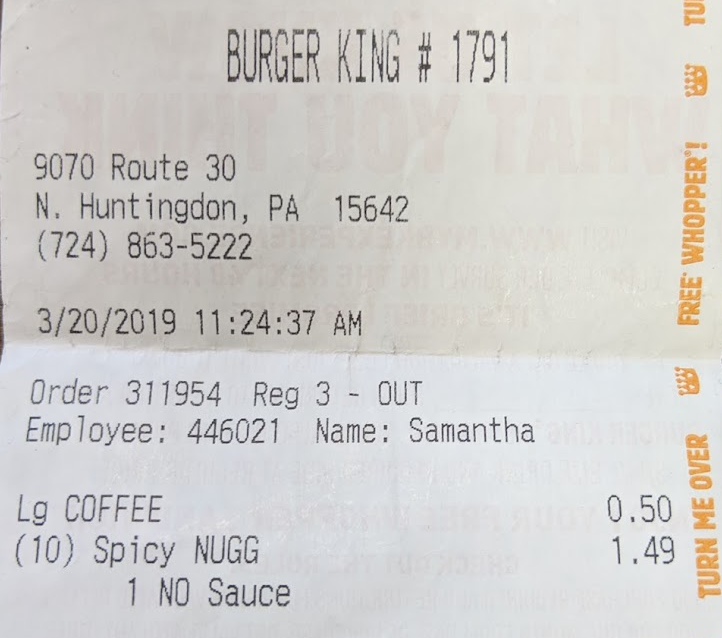 BURGER KING # 1791
9070 Route 30
N. Huntingdon, PA 15642
(724) 863-5222
3/20/2019 11:24:37 AM
Order 311954 Reg 3 - OUT
Employee: 446021 Name: Samantha
Lg COFFEE 0.50
(10) Spicy NUGG 1.49
1 NO Sauce
TURN ME OVER
FREE WHOPPER®!
TU